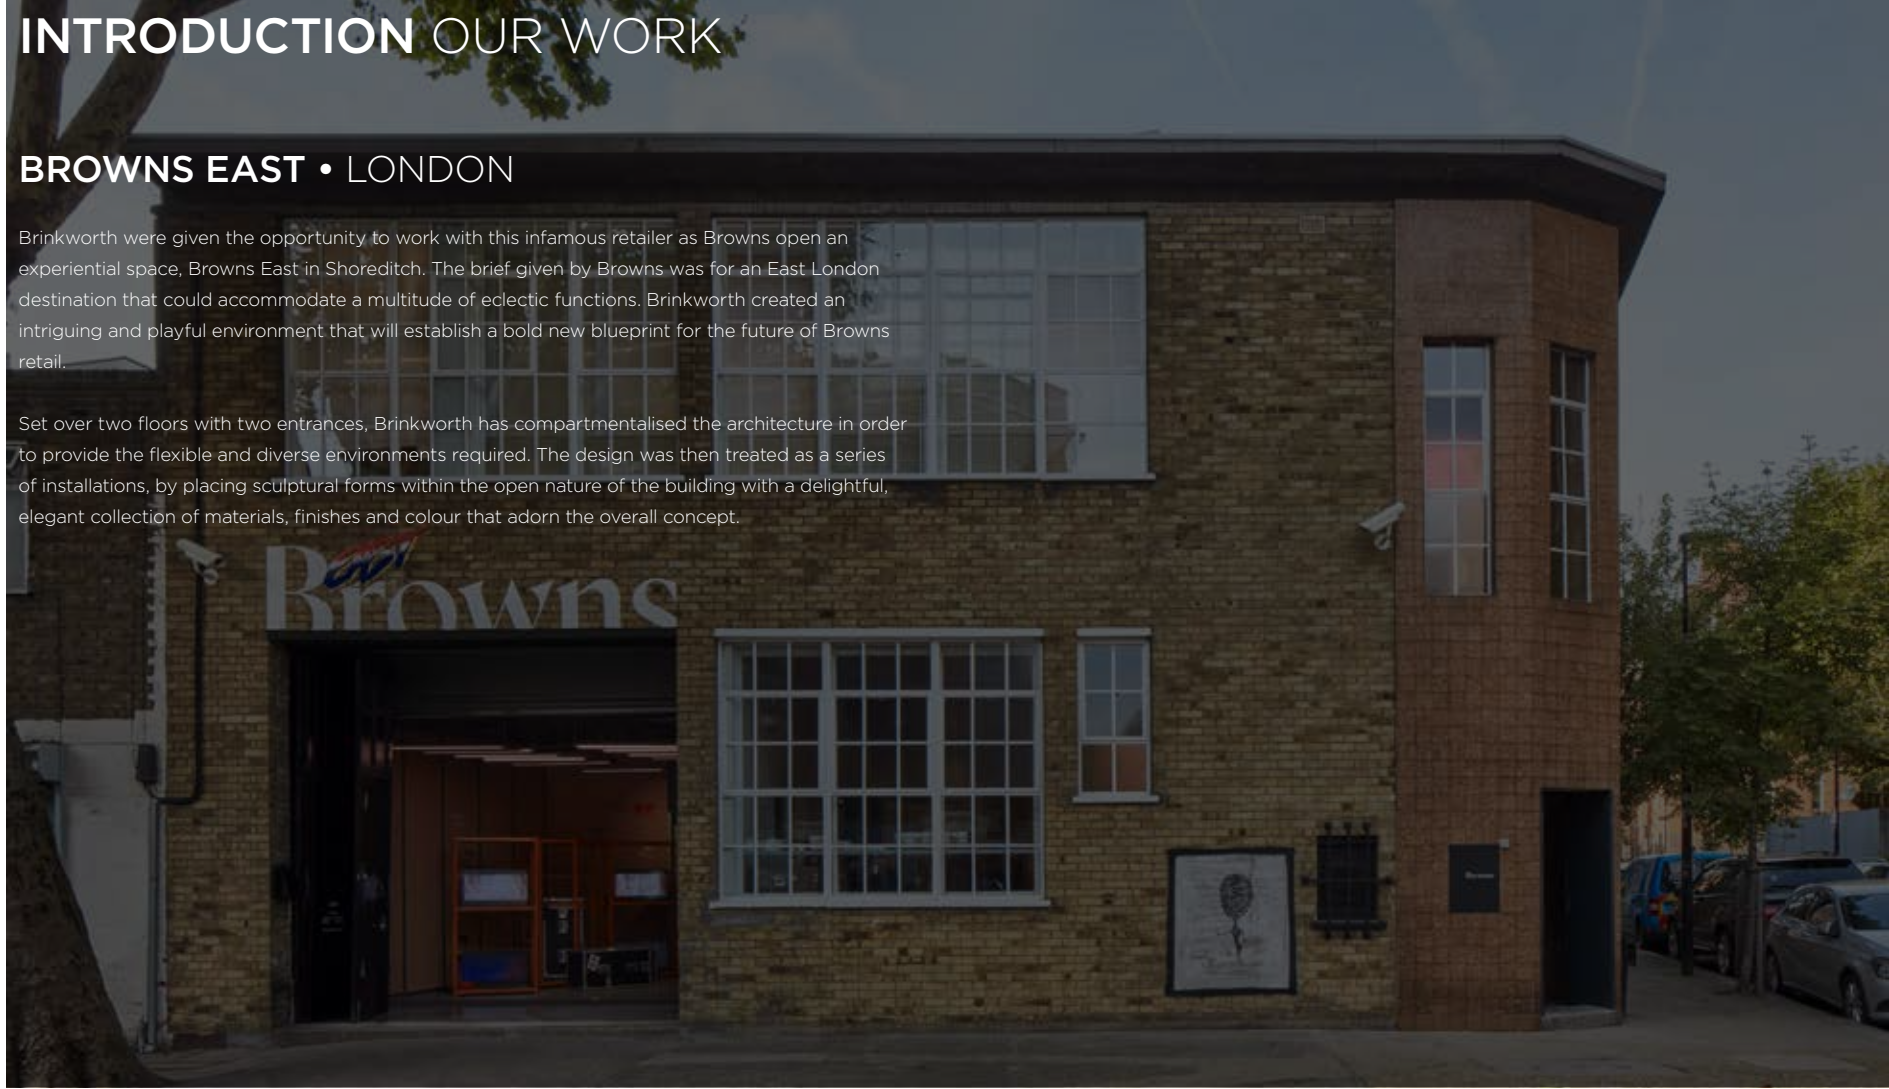 INTRODUCTION OUR WORK
BROWNS EAST • LONDON
Brinkworth were given the opportunity to work with this infamous retailer as Browns open an
experiential space, Browns East in Shoreditch. The brief given by Browns was for an East London
destination that could accommodate a multitude of eclectic functions. Brinkworth created an
intriguing and playful environment that will establish a bold new blueprint for the future of Browns
retail.
Set over two floors with two entrances, Brinkworth has compartmentalised the architecture in order
to provide the flexible and diverse environments required. The design was then treated as a series
of installations, by placing sculptural forms within the open nature of the building with a delightful,
elegant collection of materials, finishes and colour that adorn the overall concept.
EAST
Browns
Browns